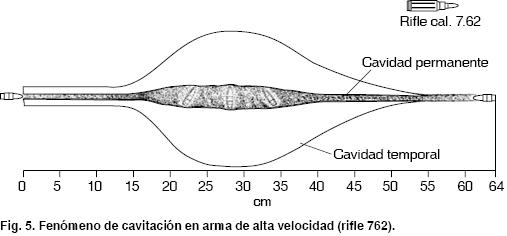 Rifle cal. 7.62
Cavidad permanente
Cavidad temporal
0 5 10 15 20 25 30 35 40 45 50 55 60 64
cm
Fig. 5. Fenómeno de cavitación en arma de alta velocidad (rifle 762).